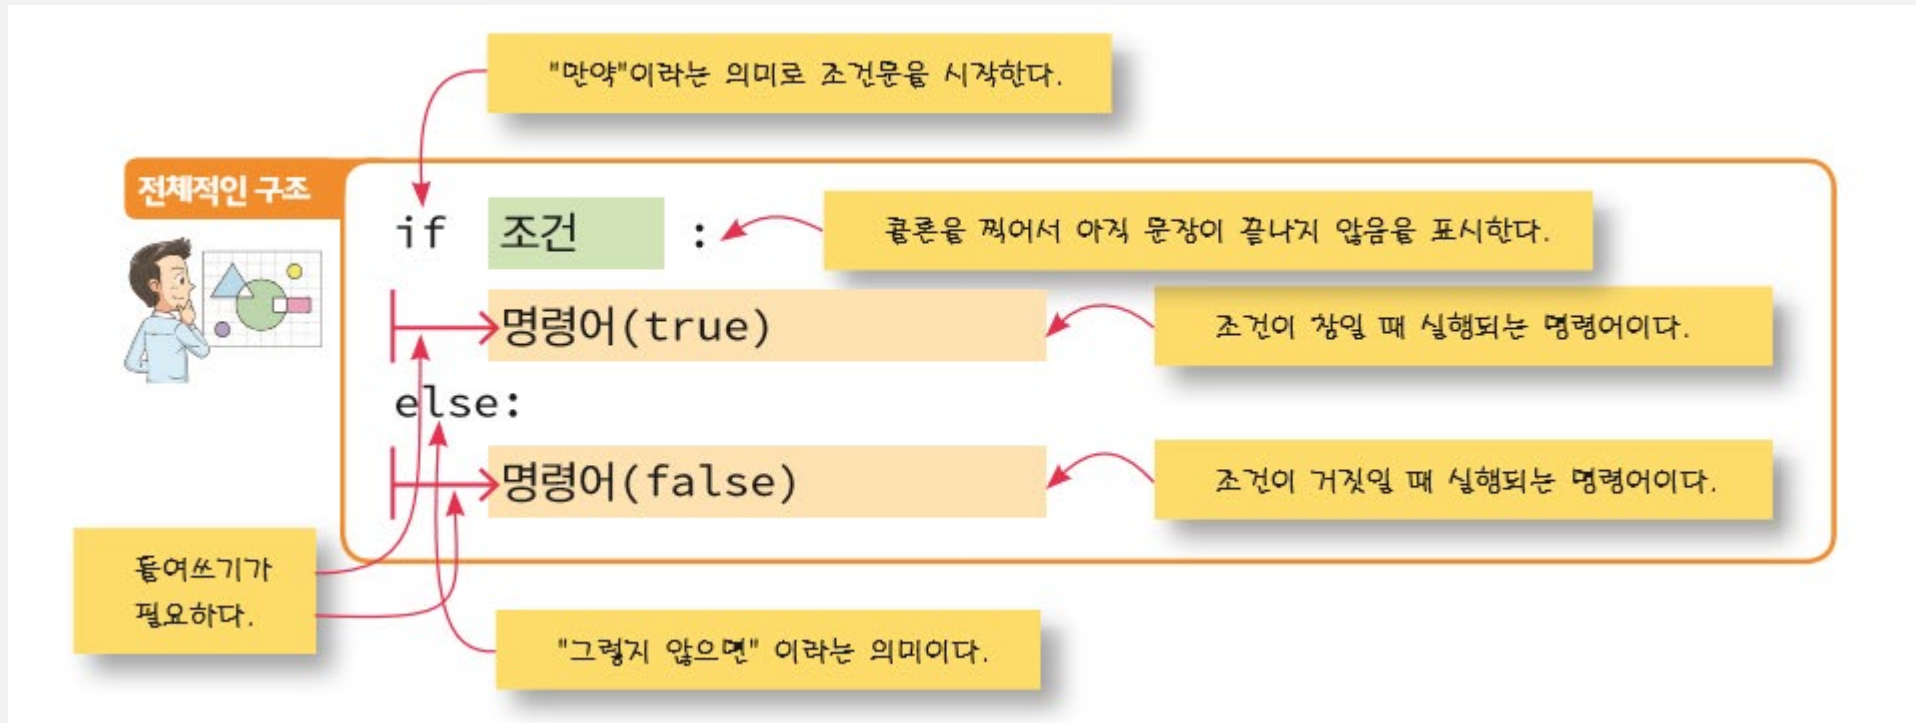 "만약"이라는 의미로 조건문을 시작한다.
전체적인 구조
if 조건 :
콜론을 찍어서 아직 문장이 끝나지 않음을 표시한다.
명령어(true)
조건이 참일 때 실행되는 명령어이다.
else:
명령어(false)
조건이 거짓일 때 실행되는 명령어이다.
들여쓰기가
필요하다.
"그렇지 않으면" 이라는 의미이다.